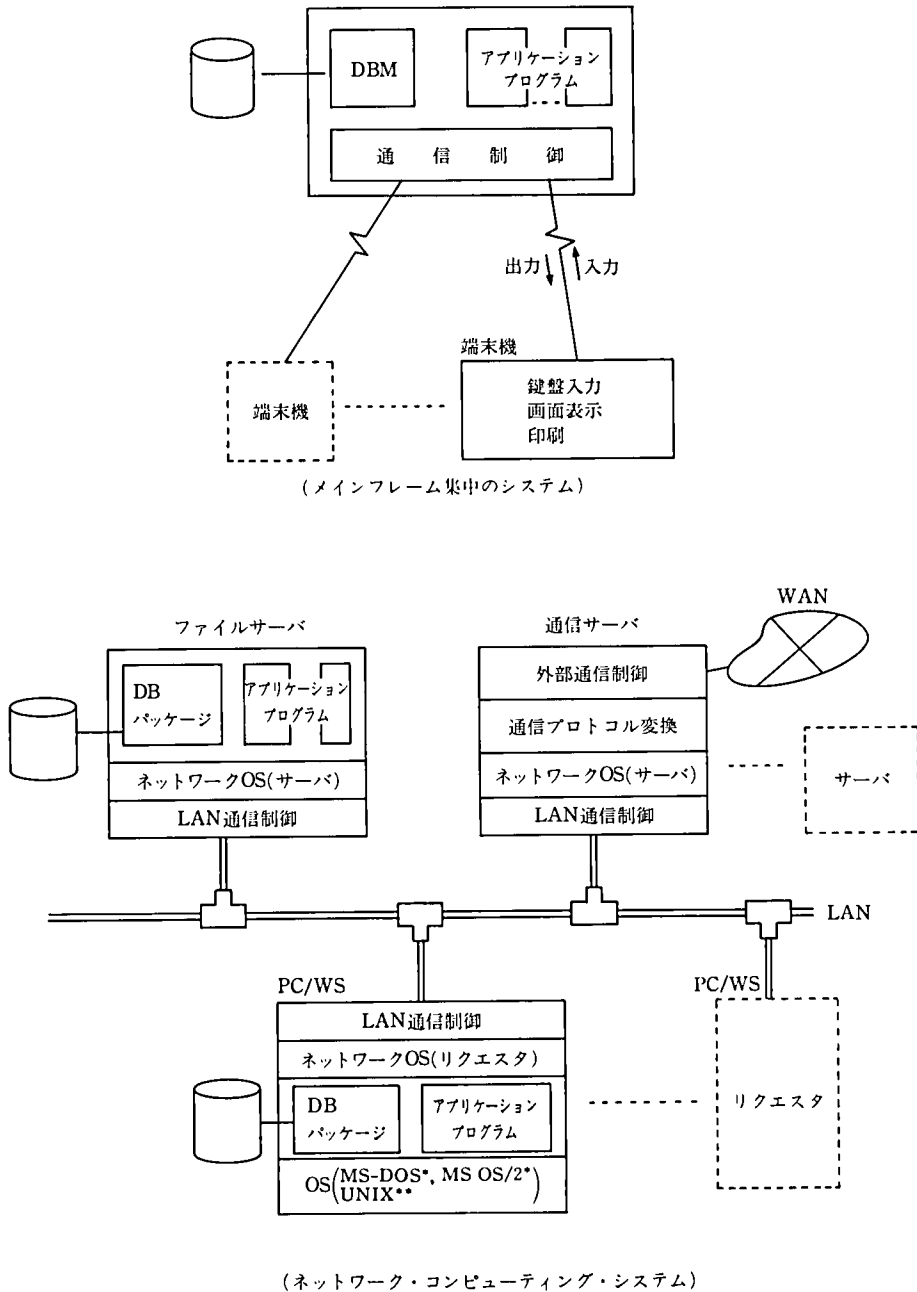 DBM
アプリケーション
プログラム
通信制御
出力
入力
端末機
端末機
鍵盤入力
画面表示
印刷
(メインフレーム集中のシステム)
WAN
ファイルサーバ
通信サーバ
DB
パッケージ
アプリケーション
プログラム
ネットワークOS(サーバ)
LAN通信制御
外部通信制御
通信プロトコル変換
ネットワークOS(サーバ)
LAN通信制御
サーバ
LAN
PC/WS
LAN通信制御
ネットワークOS(リクエスタ)
DB
パッケージ
アプリケーション
プログラム
OS(MS-DOS*, MS OS/2*
UNIX**)
PC/WS
リクエスタ
(ネットワーク・コンピューティング・システム)